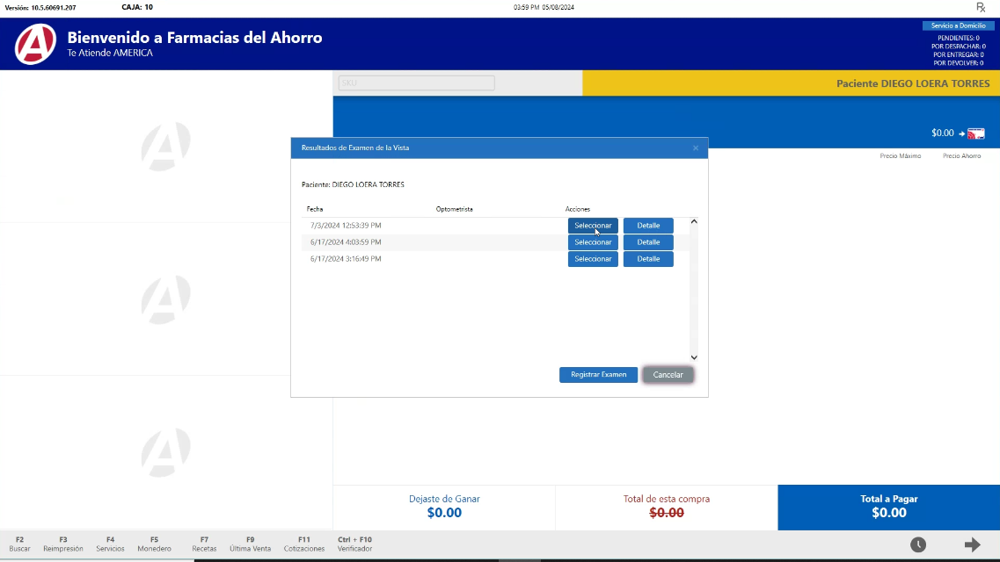 Versión: 10.5.60691.207
CAJA: 10
03:59 PM 05/08/2024
Bienvenido a Farmacias del Ahorro
Te Atiende AMERICA
Servicio a Domicilio
PENDIENTES: 0
POR DESPACHAR: 0
POR ENTREGAR: 0
POR DEVOLVER: 0
SKU
Paciente DIEGO LOERA TORRES
$0.00
Precio Máximo Precio Ahorro
Resultados de Examen de la Vista
Paciente: DIEGO LOERA TORRES
Fecha Optometrista Acciones
7/3/2024 12:53:39 PM Seleccionar Detalle
6/17/2024 4:03:59 PM Seleccionar Detalle
6/17/2024 3:16:49 PM Seleccionar Detalle
Registrar Examen Cancelar
Dejaste de Ganar
$0.00
Total de esta compra
$0.00
Total a Pagar
$0.00
F2 F3 F4 F5 F7 F9 F11 Ctrl + F10
Buscar Reimpresión Servicios Monedero Recetas Última Venta Cotizaciones Verificador